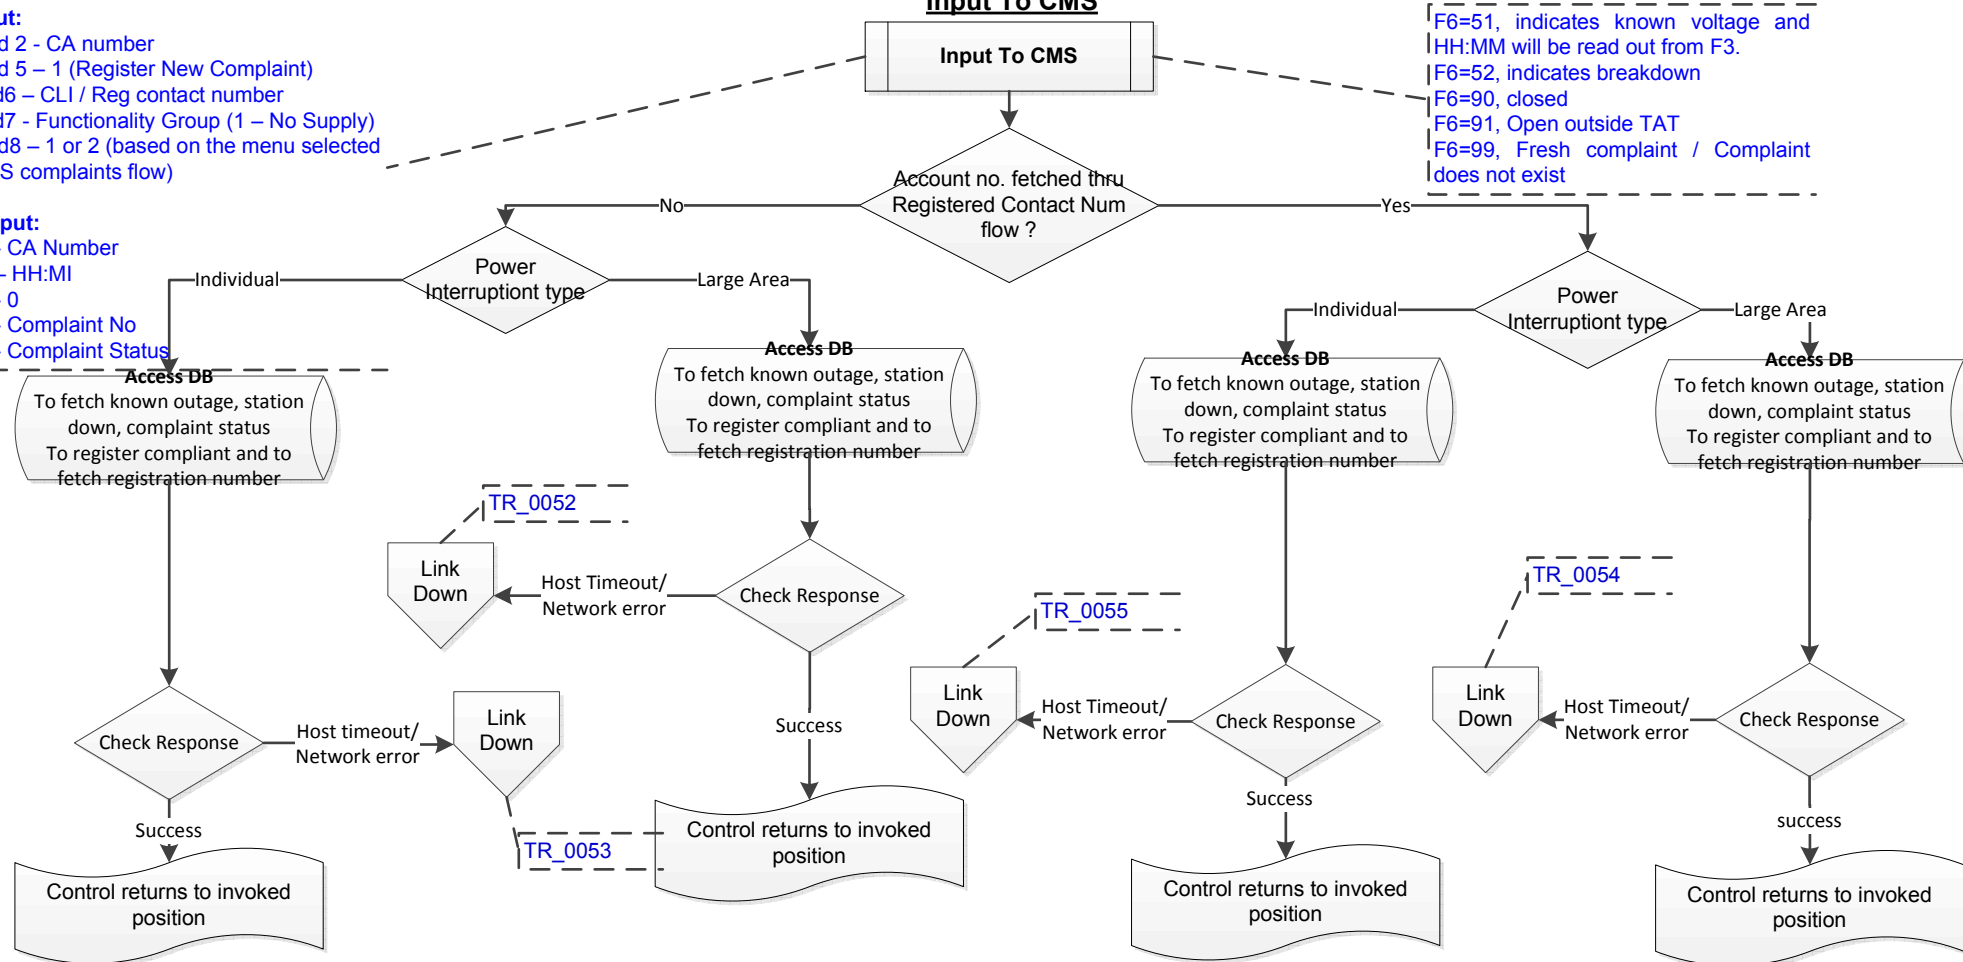 Input To CMS
ut:
d 2 - CA number
d 5 – 1 (Register New Complaint)
d6 – CLI / Reg contact number
d7 - Functionality Group (1 – No Supply)
d8 – 1 or 2 (based on the menu selected
S complaints flow)
put:
- CA Number
– HH:MI
- 0
- Complaint No
- Complaint Status
Input To CMS
F6=51, indicates known voltage and
HH:MM will be read out from F3.
F6=52, indicates breakdown
F6=90, closed
F6=91, Open outside TAT
F6=99, Fresh complaint / Complaint
does not exist
Account no. fetched thru
Registered Contact Num
flow ?
No
Yes
Power
Interruptiont type
Individual
Large Area
Power
Interruptiont type
Individual
Large Area
Access DB
To fetch known outage, station
down, complaint status
To register compliant and to
fetch registration number
Access DB
To fetch known outage, station
down, complaint status
To register compliant and to
fetch registration number
Access DB
To fetch known outage, station
down, complaint status
To register compliant and to
fetch registration number
Access DB
To fetch known outage, station
down, complaint status
To register compliant and to
fetch registration number
TR_0052
Link
Down
Host Timeout/
Network error
Check Response
TR_0055
Link
Down
Host Timeout/
Network error
Check Response
TR_0054
Link
Down
Host Timeout/
Network error
Check Response
Check Response
Host timeout/
Network error
Link
Down
TR_0053
Success
Success
Success
success
Control returns to invoked
position
Control returns to invoked
position
Control returns to invoked
position
Control returns to invoked
position